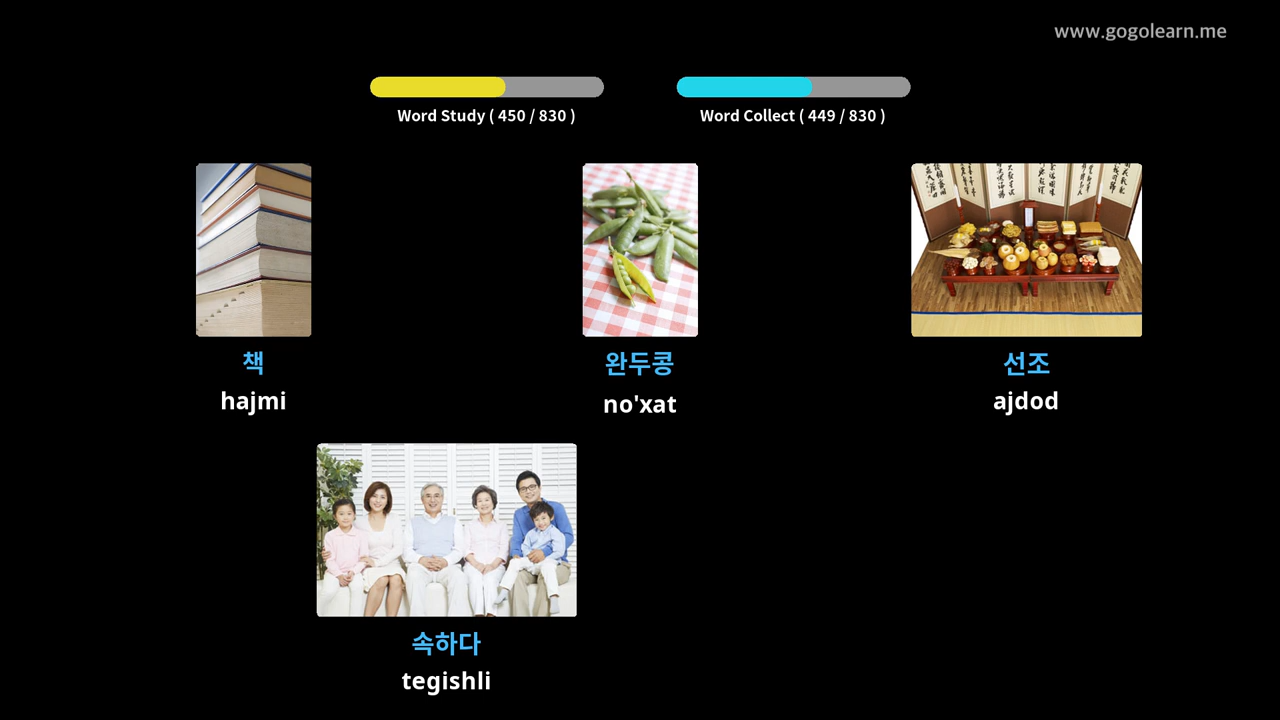 www.gogolearn.me
Word Study ( 450 / 830 )
Word Collect ( 449 / 830 )
책
hajmi
완두콩
no'xat
선조
ajdod
속하다
tegishli